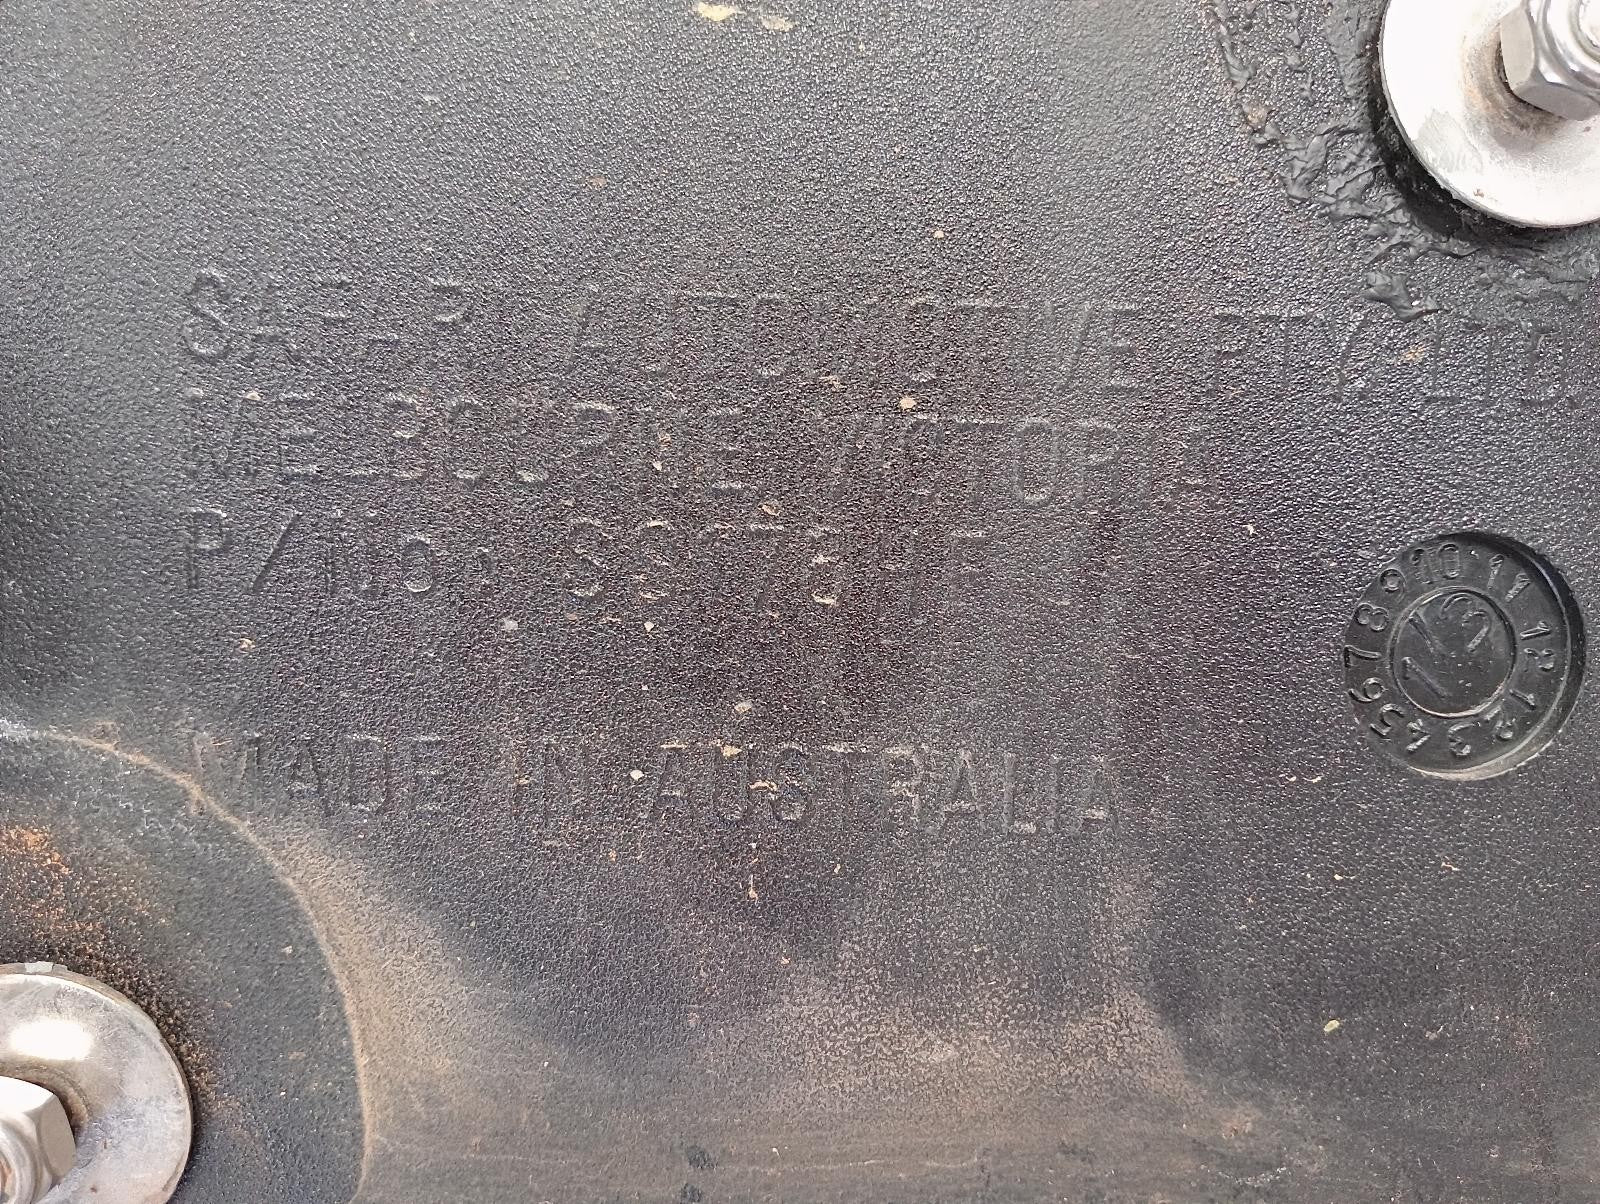 SAFARI AUTOMOTIVE PTY. LTD.
MELBOURNE, VICTORIA
P/No:
MADE IN AUSTRALIA
1 2 3 4 5 6 7 8 9 10 11 12